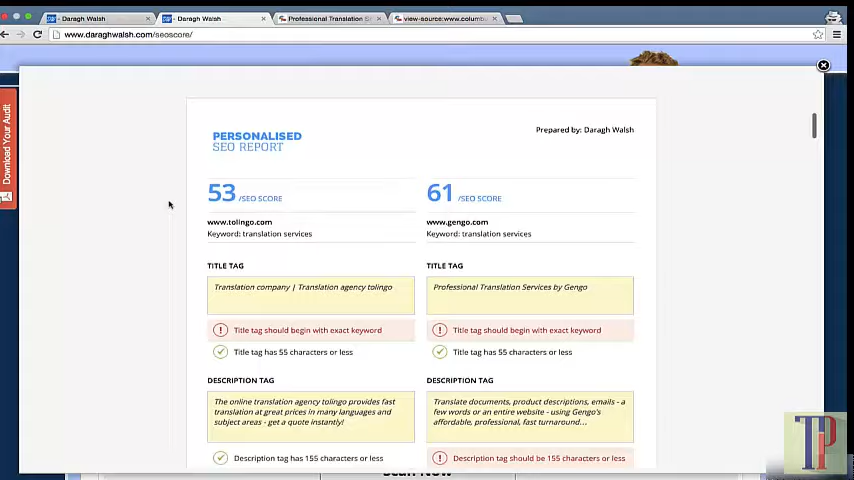 - Daragh Walsh
- Daragh Walsh
Professional Translation S
view-source:www.columbu
www.daraghwalsh.com/seoscore/
Download Your Audit
PERSONALISED
SEO REPORT
Prepared by: Daragh Walsh
53 /SEO SCORE
www.tolingo.com
Keyword: translation services
61 /SEO SCORE
www.gengo.com
Keyword: translation services
TITLE TAG
Translation company | Translation agency tolingo
Title tag should begin with exact keyword
Title tag has 55 characters or less
TITLE TAG
Professional Translation Services by Gengo
Title tag should begin with exact keyword
Title tag has 55 characters or less
DESCRIPTION TAG
The online translation agency tolingo provides fast
translation at great prices in many languages and
subject areas - get a quote instantly!
Description tag has 155 characters or less
DESCRIPTION TAG
Translate documents, product descriptions, emails - a
few words or an entire website - using Gengo's
affordable, professional, fast turnaround...
Description tag should be 155 characters or less
Scan Now